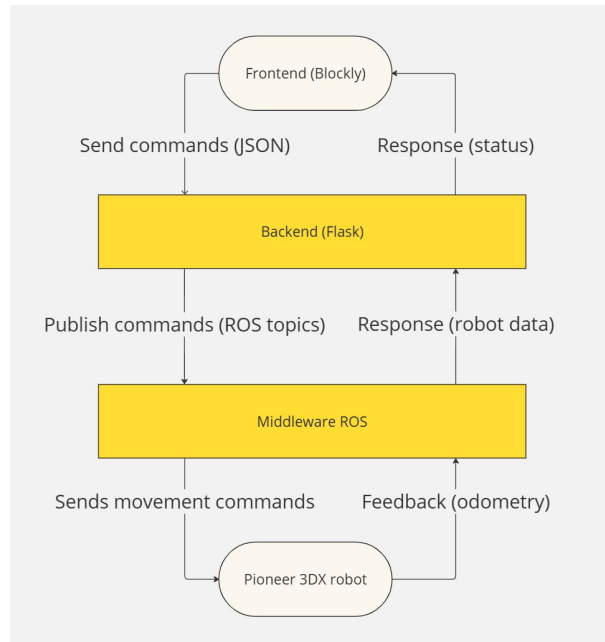 Frontend (Blockly)
Send commands (JSON)
Response (status)
Backend (Flask)
Publish commands (ROS topics)
Response (robot data)
Middleware ROS
Sends movement commands
Feedback (odometry)
Pioneer 3DX robot